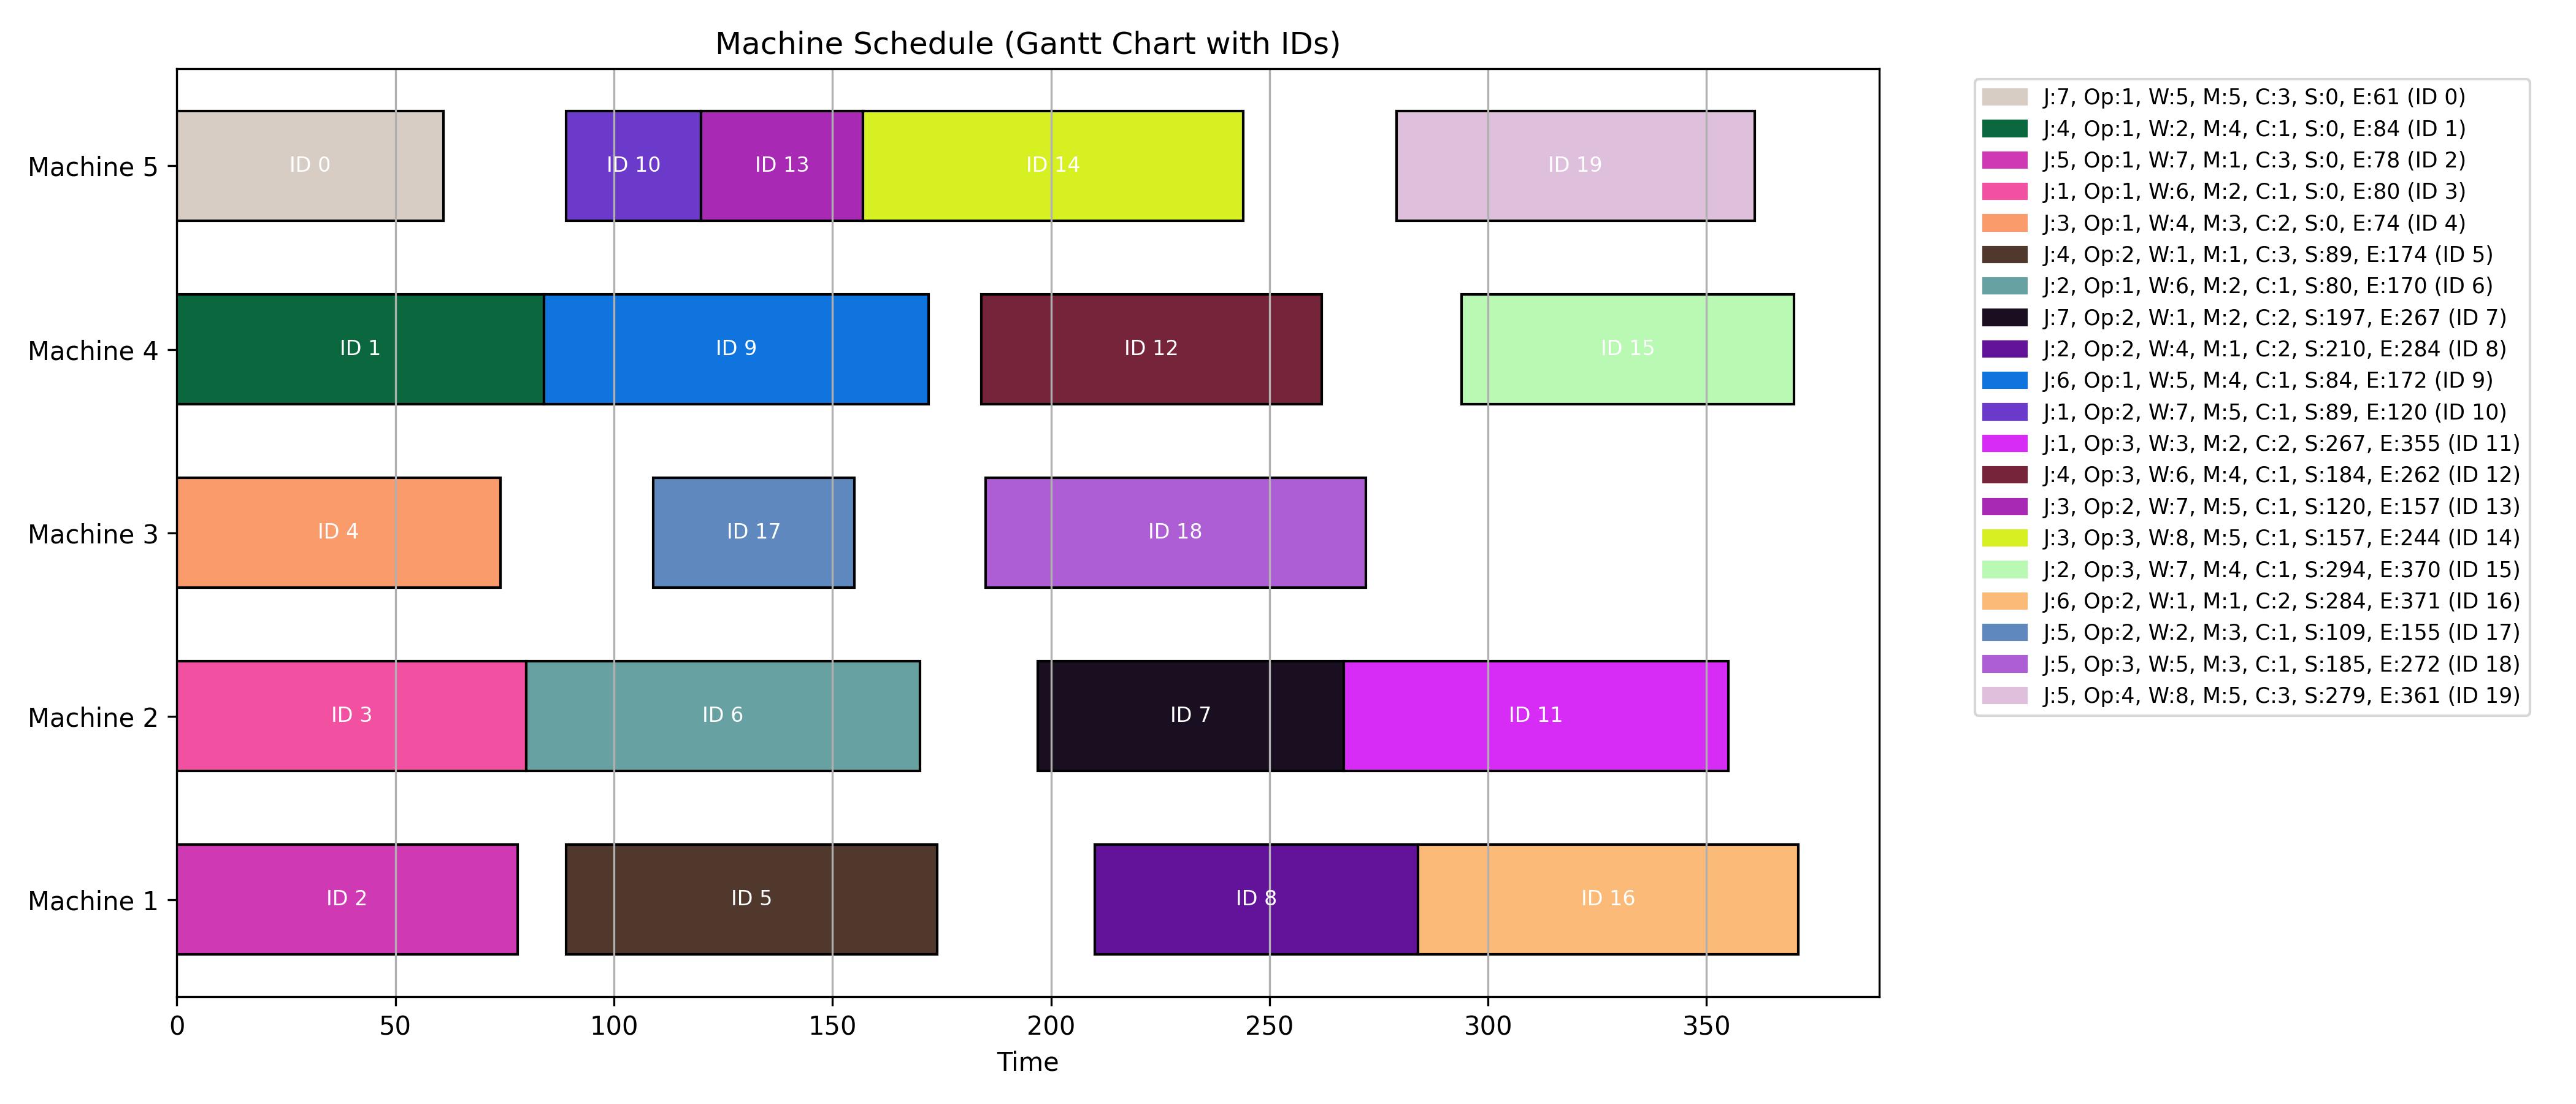 Machine Schedule (Gantt Chart with IDs)
Machine 5
ID 0
ID 10
ID 13
ID 14
ID 19
Machine 4
ID 1
ID 9
ID 12
ID 15
Machine 3
ID 4
ID 17
ID 18
Machine 2
ID 3
ID 6
ID 7
ID 11
Machine 1
ID 2
ID 5
ID 8
ID 16
0 50 100 150 200 250 300 350
Time
J:7, Op:1, W:5, M:5, C:3, S:0, E:61 (ID 0)
J:4, Op:1, W:2, M:4, C:1, S:0, E:84 (ID 1)
J:5, Op:1, W:7, M:1, C:3, S:0, E:78 (ID 2)
J:1, Op:1, W:6, M:2, C:1, S:0, E:80 (ID 3)
J:3, Op:1, W:4, M:3, C:2, S:0, E:74 (ID 4)
J:4, Op:2, W:1, M:1, C:3, S:89, E:174 (ID 5)
J:2, Op:1, W:6, M:2, C:1, S:80, E:170 (ID 6)
J:7, Op:2, W:1, M:2, C:2, S:197, E:267 (ID 7)
J:2, Op:2, W:4, M:1, C:2, S:210, E:284 (ID 8)
J:6, Op:1, W:5, M:4, C:1, S:84, E:172 (ID 9)
J:1, Op:2, W:7, M:5, C:1, S:89, E:120 (ID 10)
J:1, Op:3, W:3, M:2, C:2, S:267, E:355 (ID 11)
J:4, Op:3, W:6, M:4, C:1, S:184, E:262 (ID 12)
J:3, Op:2, W:7, M:5, C:1, S:120, E:157 (ID 13)
J:3, Op:3, W:8, M:5, C:1, S:157, E:244 (ID 14)
J:2, Op:3, W:7, M:4, C:1, S:294, E:370 (ID 15)
J:6, Op:2, W:1, M:1, C:2, S:284, E:371 (ID 16)
J:5, Op:2, W:2, M:3, C:1, S:109, E:155 (ID 17)
J:5, Op:3, W:5, M:3, C:1, S:185, E:272 (ID 18)
J:5, Op:4, W:8, M:5, C:3, S:279, E:361 (ID 19)